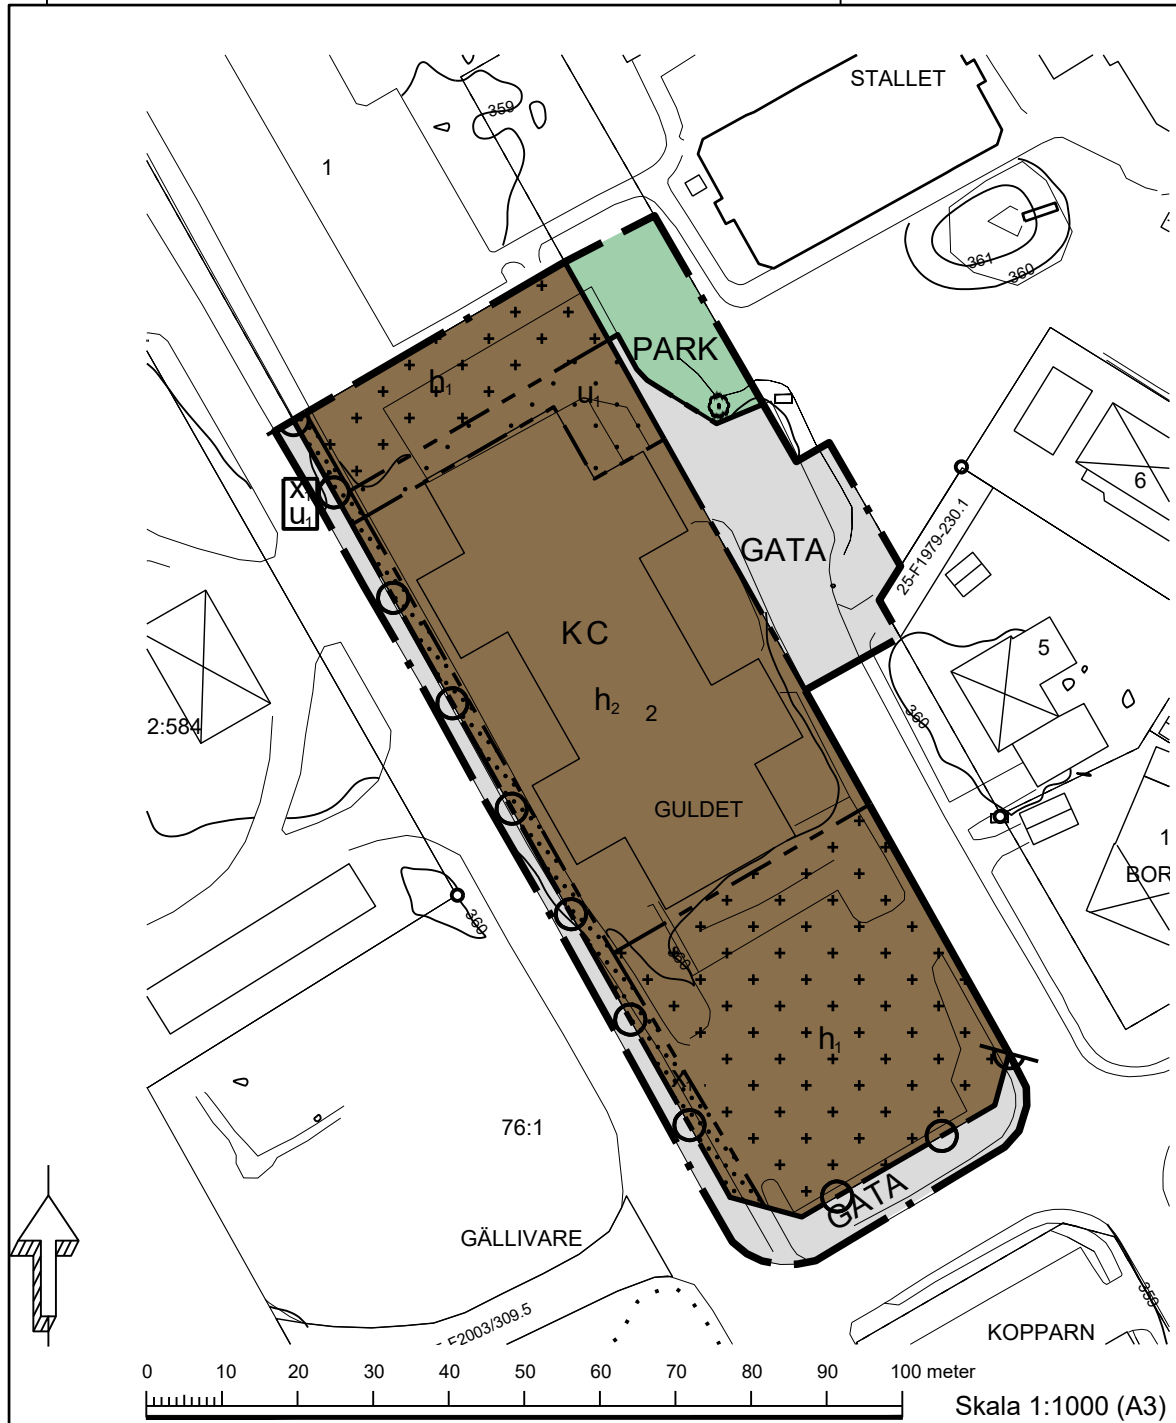 STALLET
359
1
361
360
PARK
h₁
u₁
6
x₁
u₁
GATA
25-F1979-230.1
KC
5
h₂
2
2:584
360
GULDET
1
BOR
360
360
h₁
76:1
GATA
GÄLLIVARE
359
F2003/309.5
KOPPARN
0 10 20 30 40 50 60 70 80 90 100 meter
Skala 1:1000 (A3)